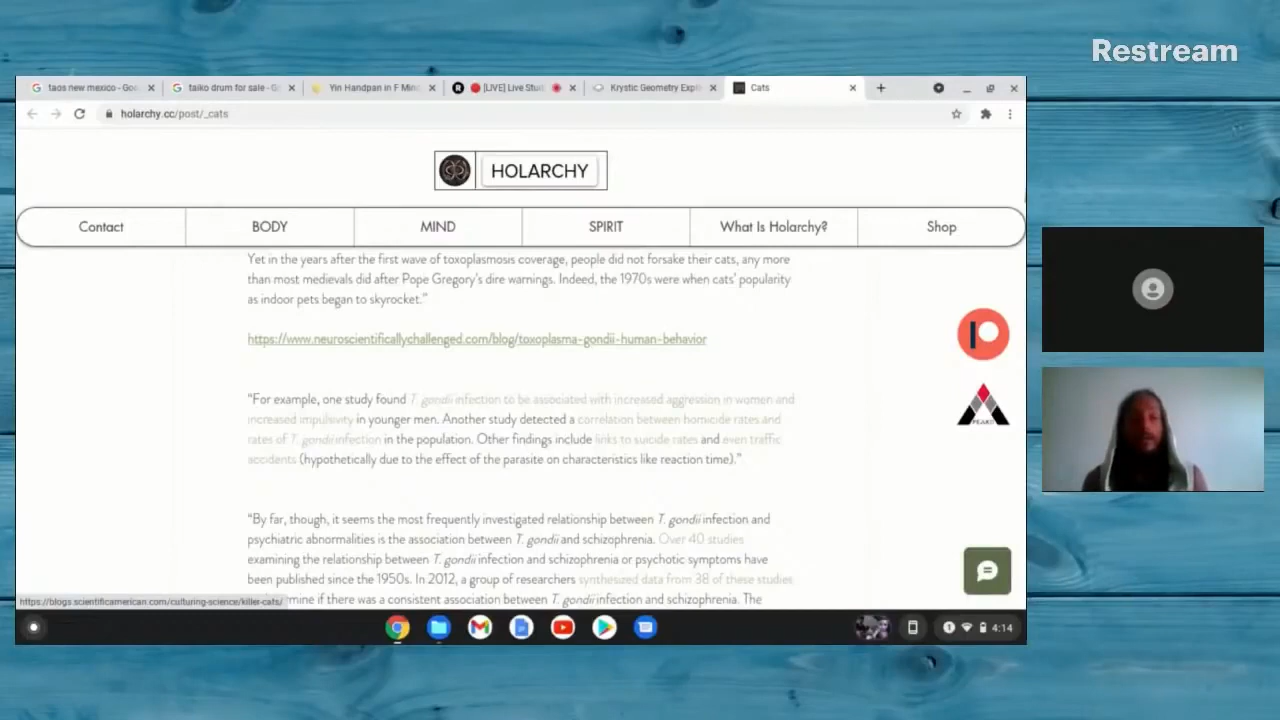 Restream
taos new mexico - Goo
taiko drum for sale - G
Yin Handpan in F Min
[LIVE] Live Stud
Krystic Geometry Expl
Cats
holarchy.cc/post/_cats
HOLARCHY
Contact
BODY
MIND
SPIRIT
What Is Holarchy?
Shop
Yet in the years after the first wave of toxoplasmosis coverage, people did not forsake their cats, any more
than most medievals did after Pope Gregory's dire warnings. Indeed, the 1970s were when cats' popularity
as indoor pets began to skyrocket."
https://www.neuroscientificallychallenged.com/blog/toxoplasma-gondii-human-behavior
"For example, one study found T. gondii infection to be associated with increased aggression in women and
increased impulsivity in younger men. Another study detected a correlation between homicide rates and
rates of T. gondii infection in the population. Other findings include links to suicide rates and even traffic
accidents (hypothetically due to the effect of the parasite on characteristics like reaction time)."
"By far, though, it seems the most frequently investigated relationship between T. gondii infection and
psychiatric abnormalities is the association between T. gondii and schizophrenia. Over 40 studies
examining the relationship between T. gondii infection and schizophrenia or psychotic symptoms have
been published since the 1950s. In 2012, a group of researchers synthesized data from 38 of these studies
rmine if there was a consistent association between T. gondii infection and schizophrenia. The
https://blogs.scientificamerican.com/culturing-science/killer-cats/
1
4:14